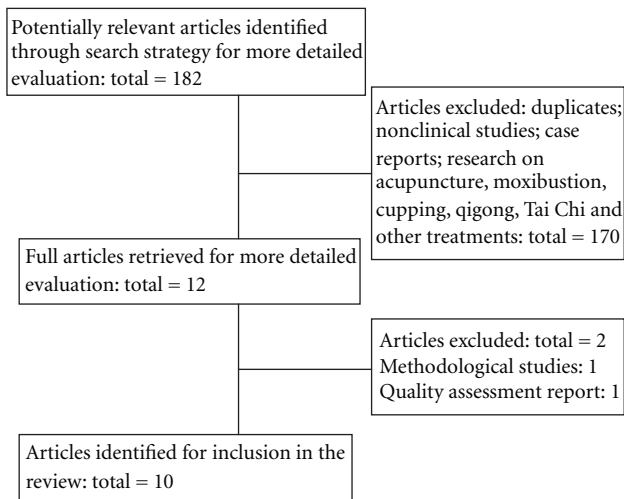 Potentially relevant articles identified
through search strategy for more detailed
evaluation: total = 182
Articles excluded: duplicates;
nonclinical studies; case
reports; research on
acupuncture, moxibustion,
cupping, qigong, Tai Chi and
other treatments: total = 170
Full articles retrieved for more detailed
evaluation: total = 12
Articles excluded: total = 2
Methodological studies: 1
Quality assessment report: 1
Articles identified for inclusion in the
review: total = 10